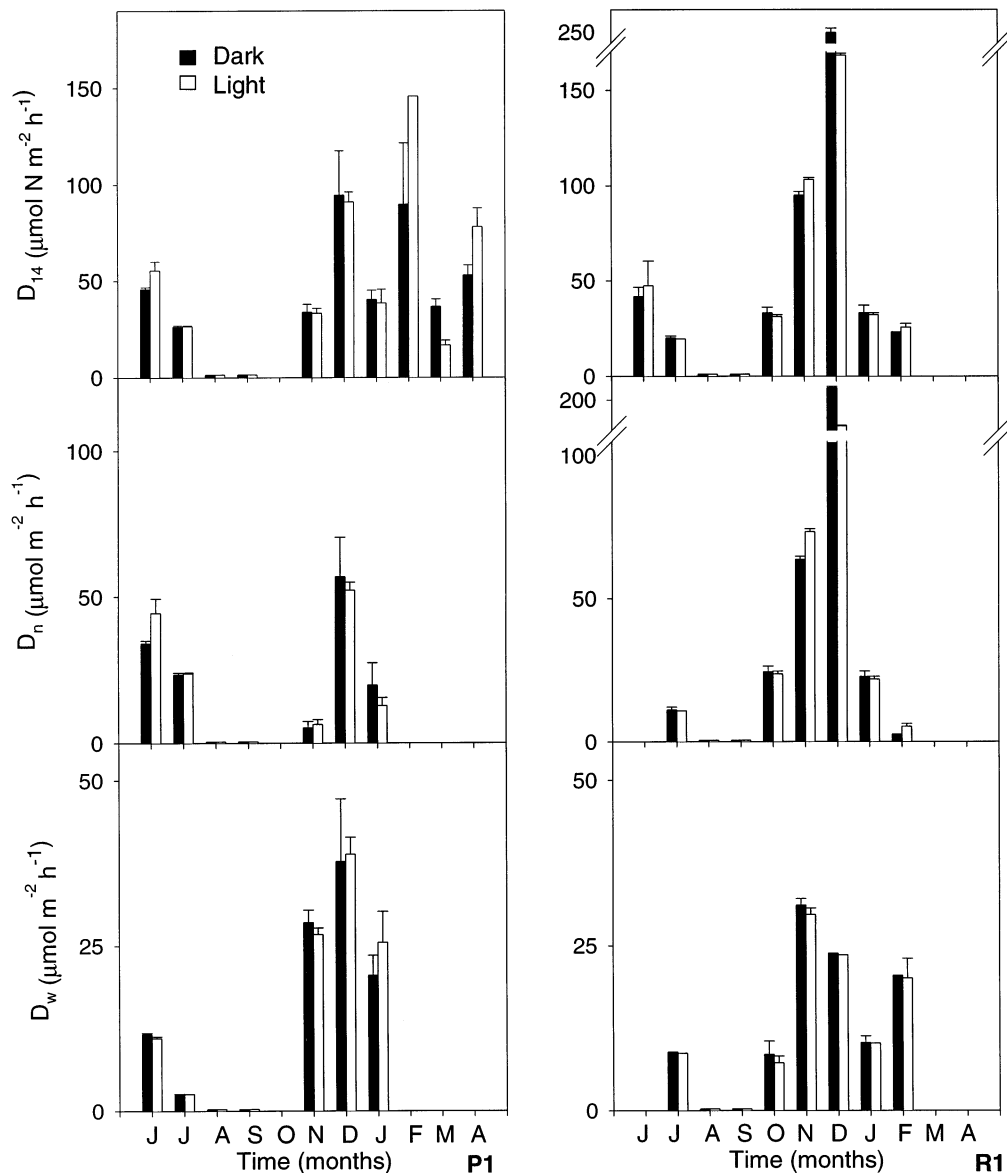 Dark
Light
D14 (μmol N m-2 h-1)
150
100
50
0
250
150
100
50
0
Dn (μmol m-2 h-1)
100
50
0
200
100
50
0
Dw (μmol m-2 h-1)
50
25
0
J J A S O N D J F M A
Time (months)
P1
50
25
0
J J A S O N D J F M A
Time (months)
R1